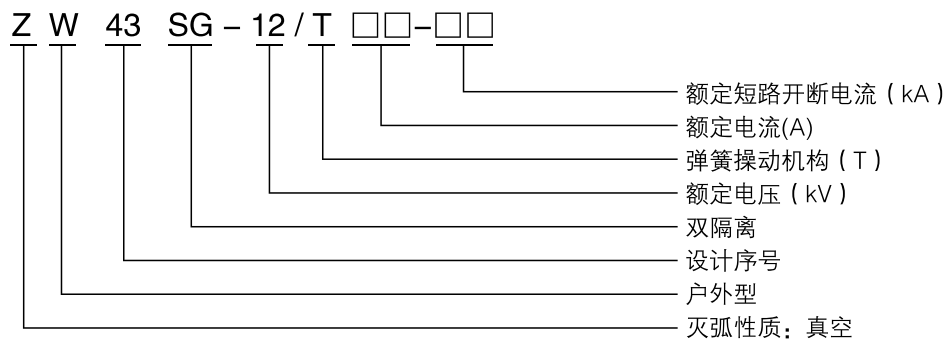 Z W 43 SG - 12 / T □□-□□
额定短路开断电流（kA）
额定电流(A)
弹簧操动机构（T）
额定电压（kV）
双隔离
设计序号
户外型
灭弧性质：真空